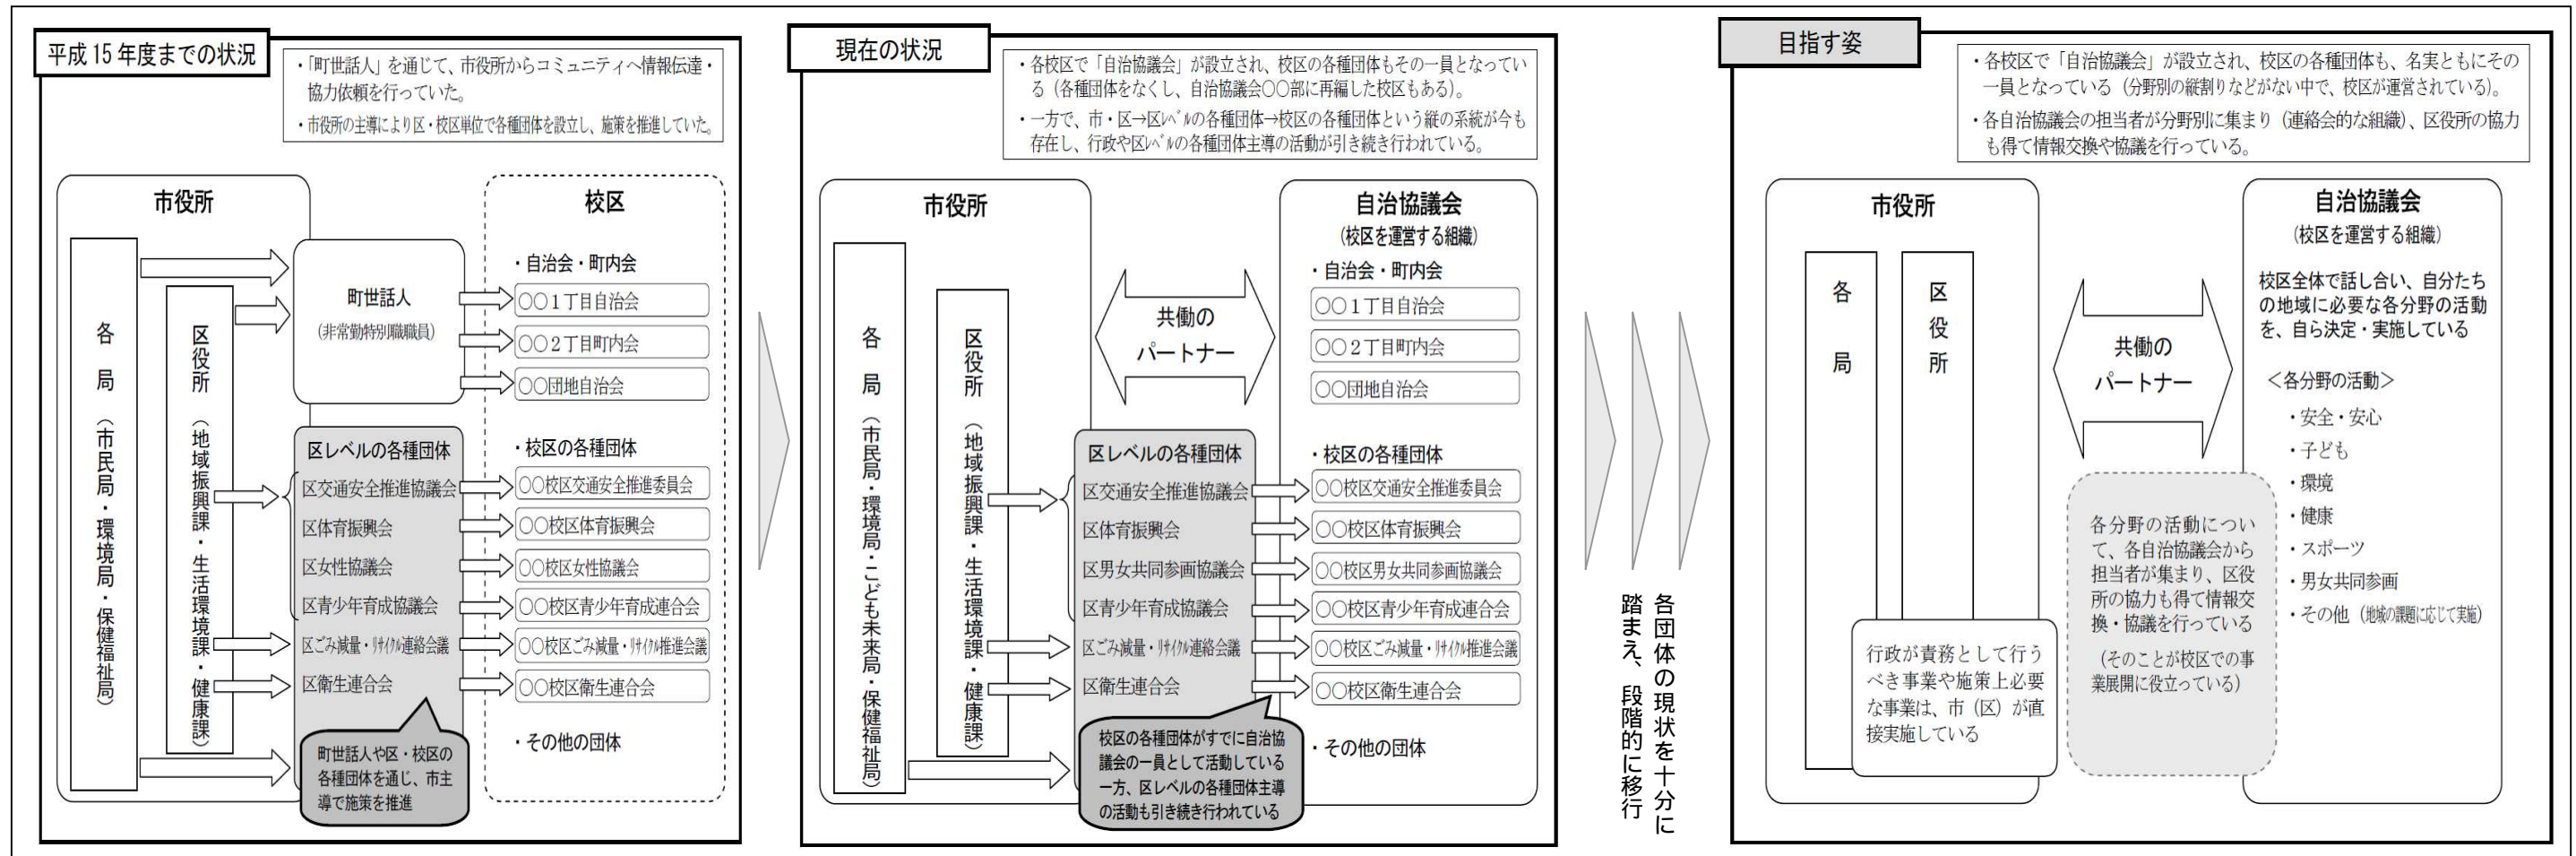 平成15年度までの状況
・「町世話人」を通じて、市役所からコミュニティへ情報伝達・
協力依頼を行っていた。
・市役所の主導により区・校区単位で各種団体を設立し、施策を推進していた。
市役所
各局（市民局・環境局・保健福祉局）
区役所（地域振興課・生活環境課・健康課）
町世話人
（非常勤特別職職員）
区レベルの各種団体
区交通安全推進協議会
区体育振興会
区女性協議会
区青少年育成協議会
区ごみ減量・リサイクル連絡会議
区衛生連合会
町世話人や区・校区の
各種団体を通じ、市主
導で施策を推進
校区
・自治会・町内会
○○１丁目自治会
○○２丁目町内会
○○団地自治会
・校区の各種団体
○○校区交通安全推進委員会
○○校区体育振興会
○○校区女性協議会
○○校区青少年育成連合会
○○校区ごみ減量・リサイクル推進会議
○○校区衛生連合会
・その他の団体
現在の状況
・各校区で「自治協議会」が設立され、校区の各種団体もその一員となってい
る（各種団体をなくし、自治協議会○○部に再編した校区もある）。
・一方で、市・区→区レベルの各種団体→校区の各種団体という縦の系統が今も
存在し、行政や区レベルの各種団体主導の活動が引き続き行われている。
市役所
各局（市民局・環境局・こども未来局・保健福祉局）
区役所（地域振興課・生活環境課・健康課）
共働の
パートナー
区レベルの各種団体
区交通安全推進協議会
区体育振興会
区男女共同参画協議会
区青少年育成協議会
区ごみ減量・リサイクル連絡会議
区衛生連合会
校区の各種団体がすでに自治協
議会の一員として活動している
一方、区レベルの各種団体主導
の活動も引き続き行われている
自治協議会
（校区を運営する組織）
・自治会・町内会
○○１丁目自治会
○○２丁目町内会
○○団地自治会
・校区の各種団体
○○校区交通安全推進委員会
○○校区体育振興会
○○校区男女共同参画協議会
○○校区青少年育成連合会
○○校区ごみ減量・リサイクル推進会議
○○校区衛生連合会
・その他の団体
各団体の現状を十分に
踏まえ、段階的に移行
目指す姿
・各校区で「自治協議会」が設立され、校区の各種団体も、名実ともにその
一員となっている（分野別の縦割りなどがない中で、校区が運営されている）。
・各自治協議会の担当者が分野別に集まり（連絡会的な組織）、区役所の協力
も得て情報交換や協議を行っている。
市役所
各局
区役所
行政が責務として行う
べき事業や施策上必要
な事業は、市（区）が直
接実施している
共働の
パートナー
各分野の活動につい
て、各自治協議会から
担当者が集まり、区役
所の協力も得て情報交
換・協議を行っている
（そのことが校区での事
業展開に役立っている）
自治協議会
（校区を運営する組織）
校区全体で話し合い、自分たち
の地域に必要な各分野の活動
を、自ら決定・実施している
＜各分野の活動＞
・安全・安心
・子ども
・環境
・健康
・スポーツ
・男女共同参画
・その他（地域の課題に応じて実施）